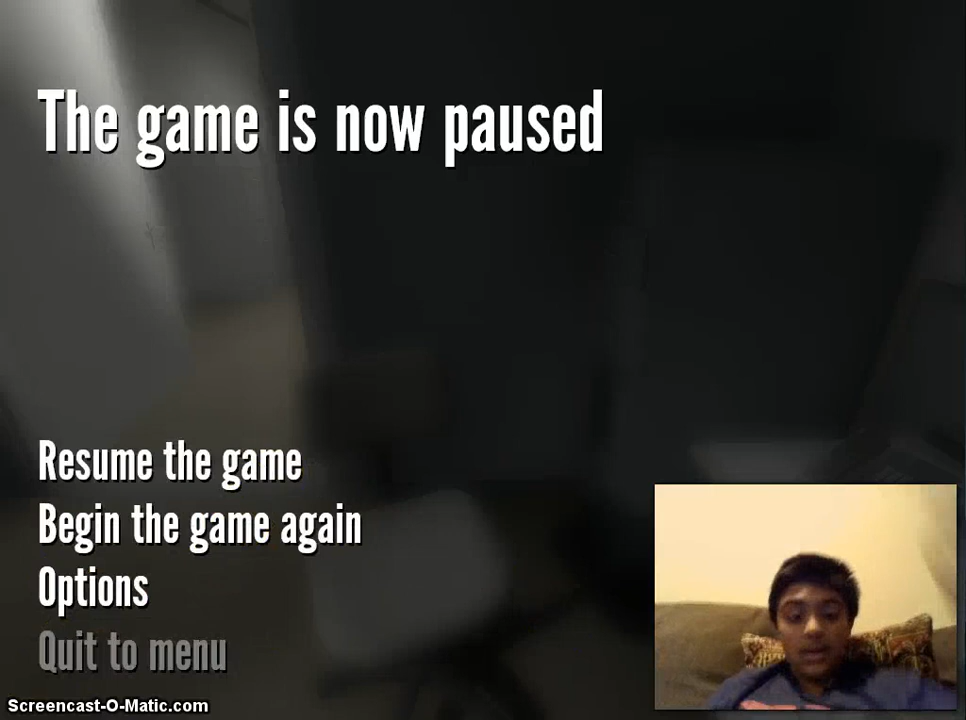 The game is now paused
Resume the game
Begin the game again
Options
Quit to menu
Screencast-O-Matic.com